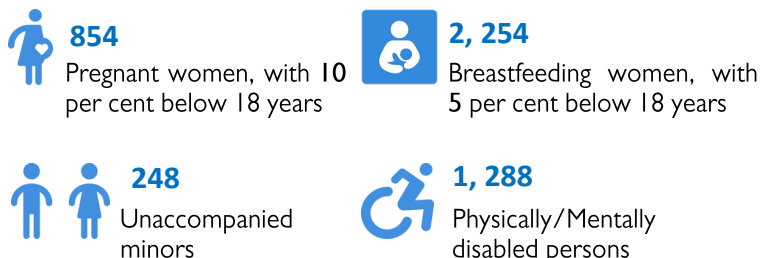 854
Pregnant women, with 10
per cent below 18 years
2, 254
Breastfeeding women, with
5 per cent below 18 years
248
Unaccompanied
minors
1, 288
Physically/Mentally
disabled persons